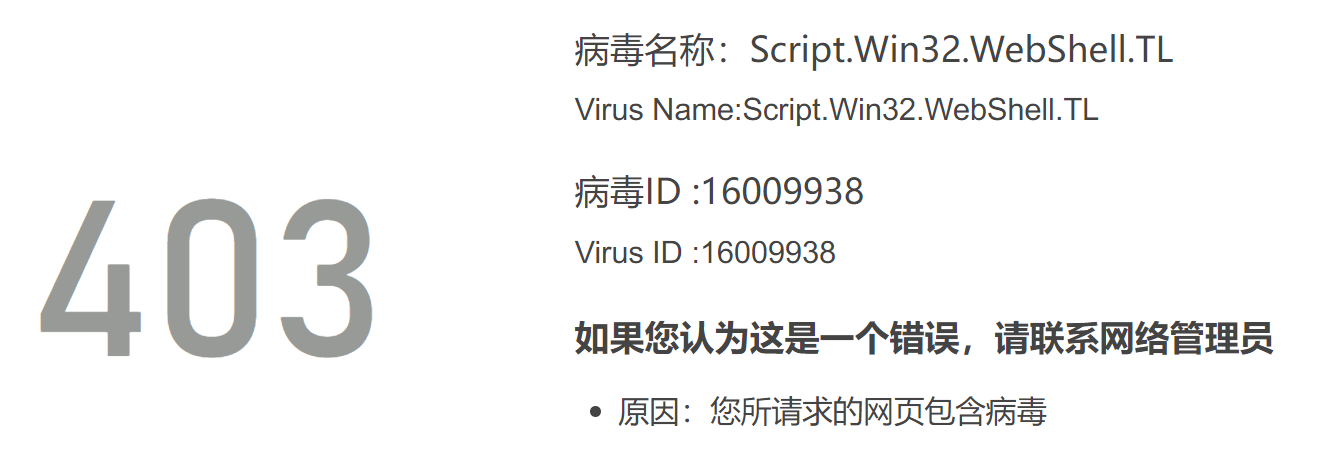 403
病毒名称：Script.Win32.WebShell.TL
Virus Name:Script.Win32.WebShell.TL
病毒ID :16009938
Virus ID :16009938
如果您认为这是一个错误，请联系网络管理员
• 原因：您所请求的网页包含病毒